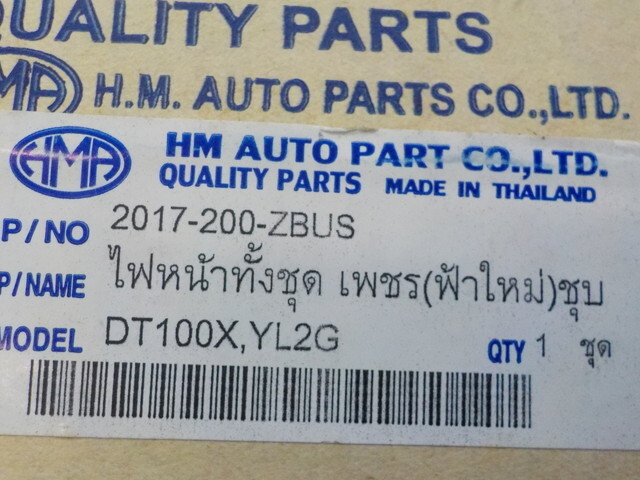 QUALITY PARTS
HMA H.M. AUTO PARTS CO.,LTD.
HMA HM AUTO PART CO.,LTD.
QUALITY PARTS MADE IN THAILAND
P/NO 2017-200-ZBUS
P/NAME ไฟหน้าทั้งชุด เพชร(ฟ้าใหม่)ชุบ
MODEL DT100X,YL2G QTY 1 ชุด